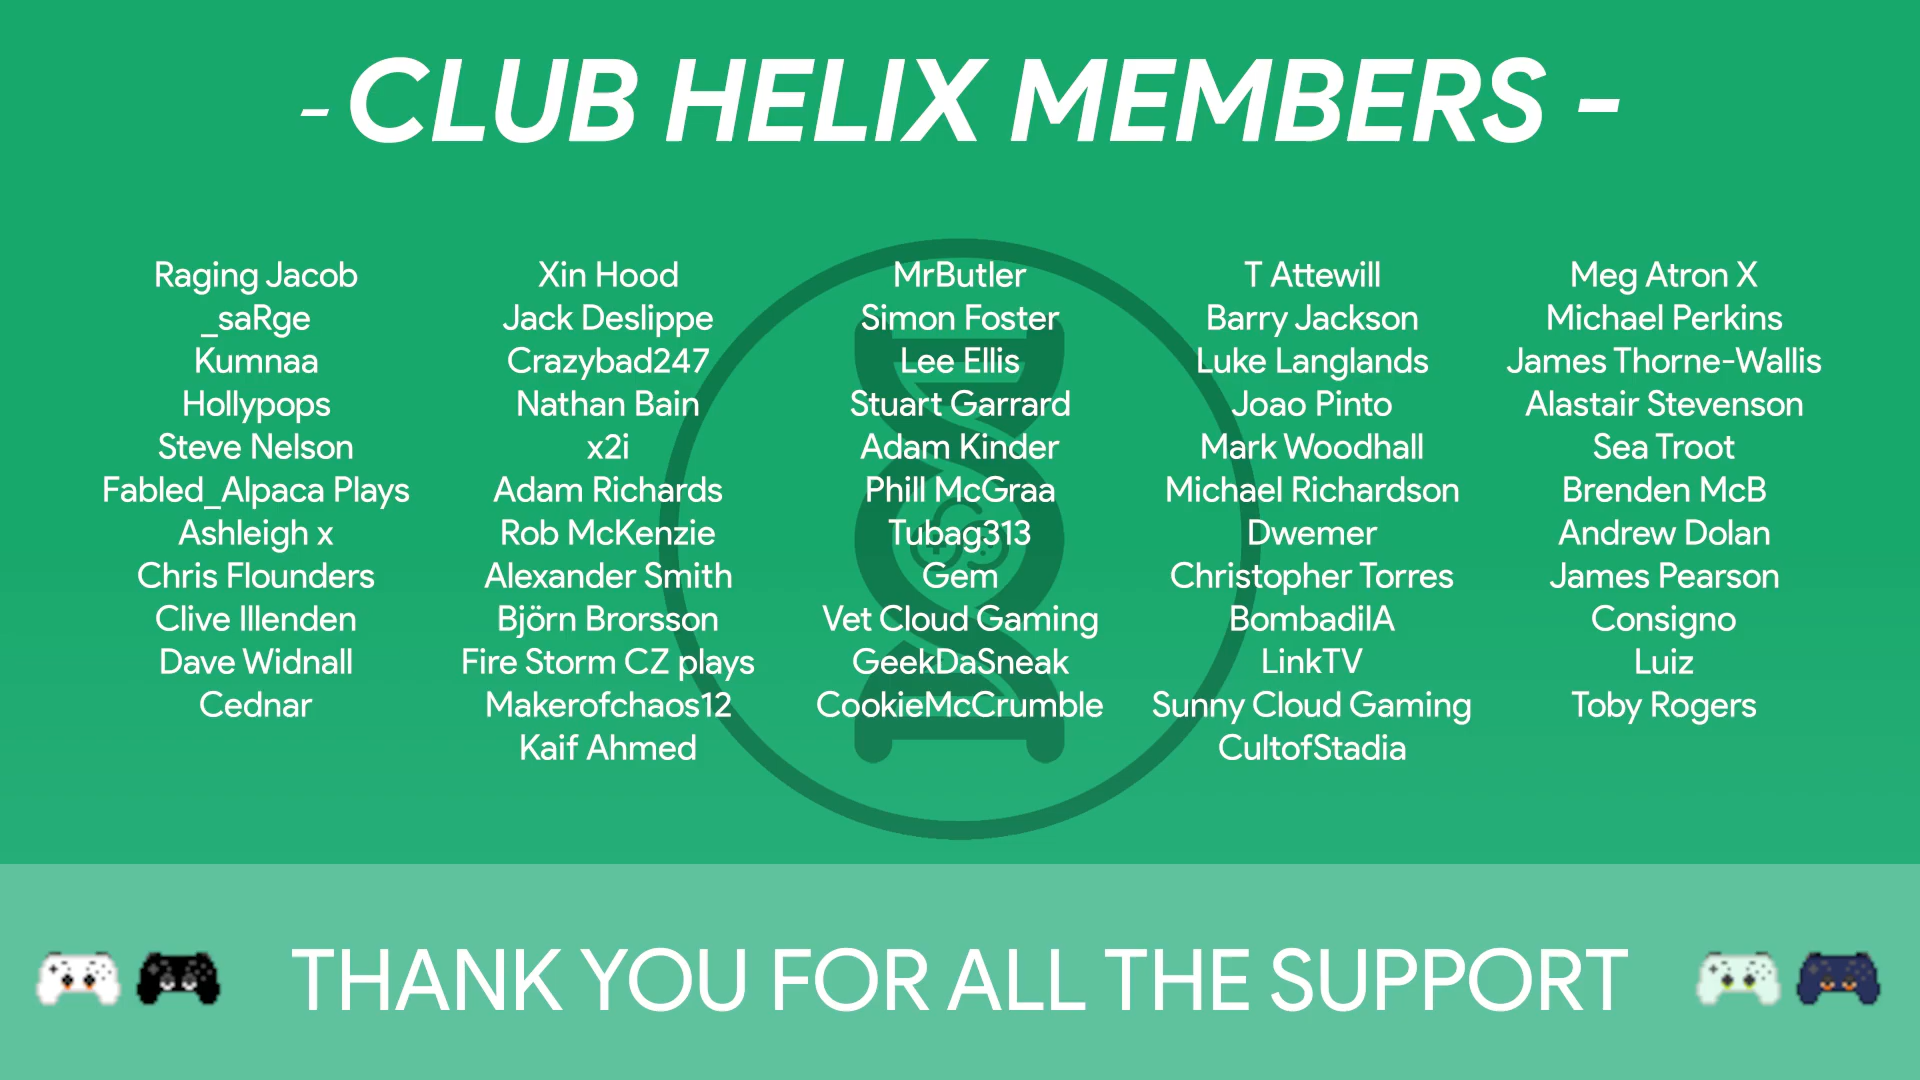 - CLUB HELIX MEMBERS -
Raging Jacob
_saRge
Kumnaa
Hollypops
Steve Nelson
Fabled_Alpaca Plays
Ashleigh x
Chris Flounders
Clive Illenden
Dave Widnall
Cednar
Xin Hood
Jack Deslippe
Crazybad247
Nathan Bain
x2i
Adam Richards
Rob McKenzie
Alexander Smith
Björn Brorsson
Fire Storm CZ plays
Makerofchaos12
Kaif Ahmed
MrButler
Simon Foster
Lee Ellis
Stuart Garrard
Adam Kinder
Phill McGraa
Tubag313
Gem
Vet Cloud Gaming
GeekDaSneak
CookieMcCrumble
T Attewill
Barry Jackson
Luke Langlands
Joao Pinto
Mark Woodhall
Michael Richardson
Dwemer
Christopher Torres
BombadilA
LinkTV
Sunny Cloud Gaming
CultofStadia
Meg Atron X
Michael Perkins
James Thorne-Wallis
Alastair Stevenson
Sea Troot
Brenden McB
Andrew Dolan
James Pearson
Consigno
Luiz
Toby Rogers
THANK YOU FOR ALL THE SUPPORT